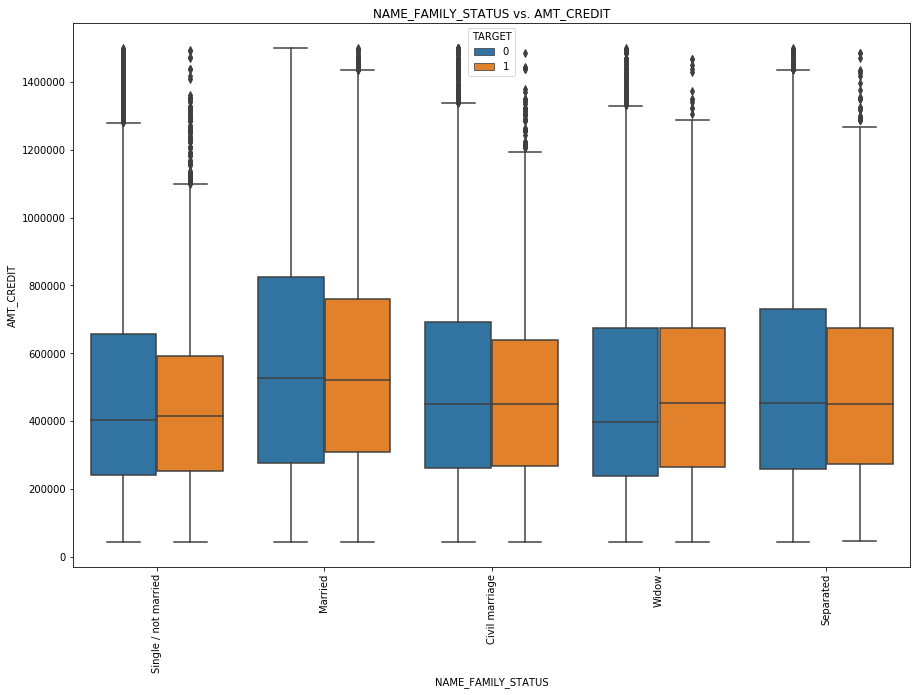 NAME_FAMILY_STATUS vs. AMT_CREDIT
TARGET
0
1
AMT_CREDIT
1400000
1200000
1000000
800000
600000
400000
200000
0
Single / not married
Married
Civil marriage
Widow
Separated
NAME_FAMILY_STATUS